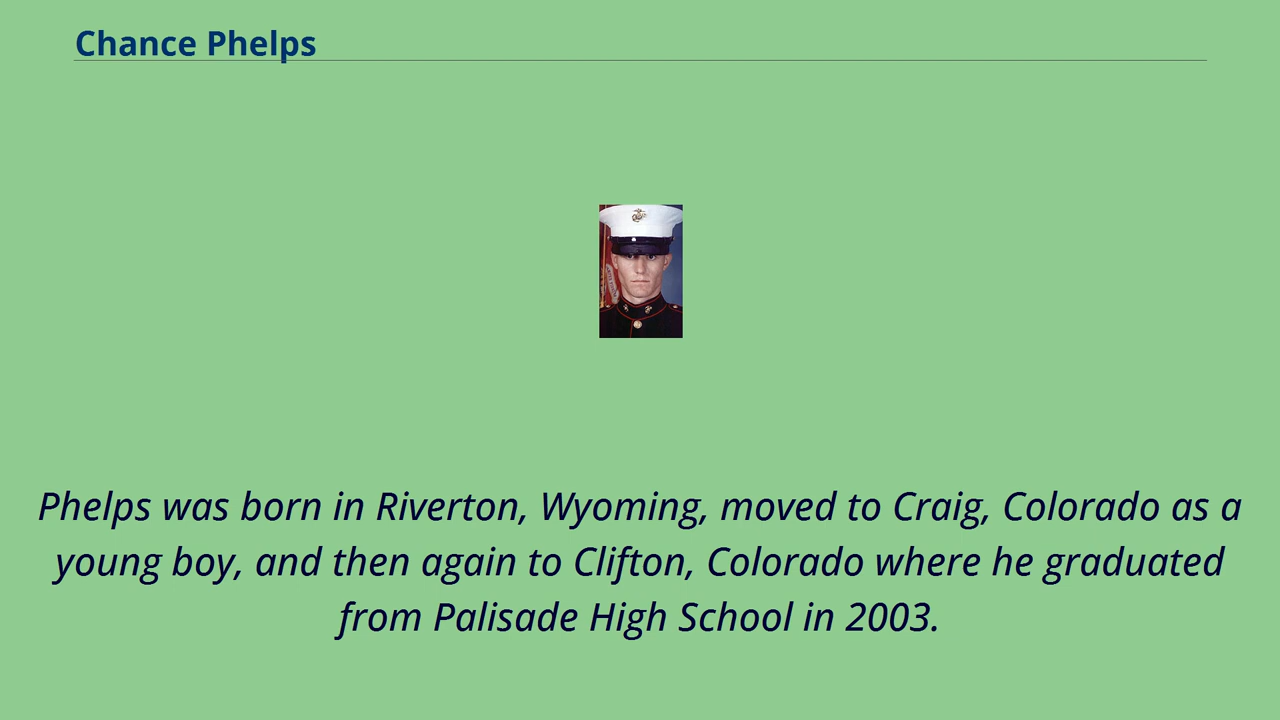 Chance Phelps
Phelps was born in Riverton, Wyoming, moved to Craig, Colorado as a
young boy, and then again to Clifton, Colorado where he graduated
from Palisade High School in 2003.